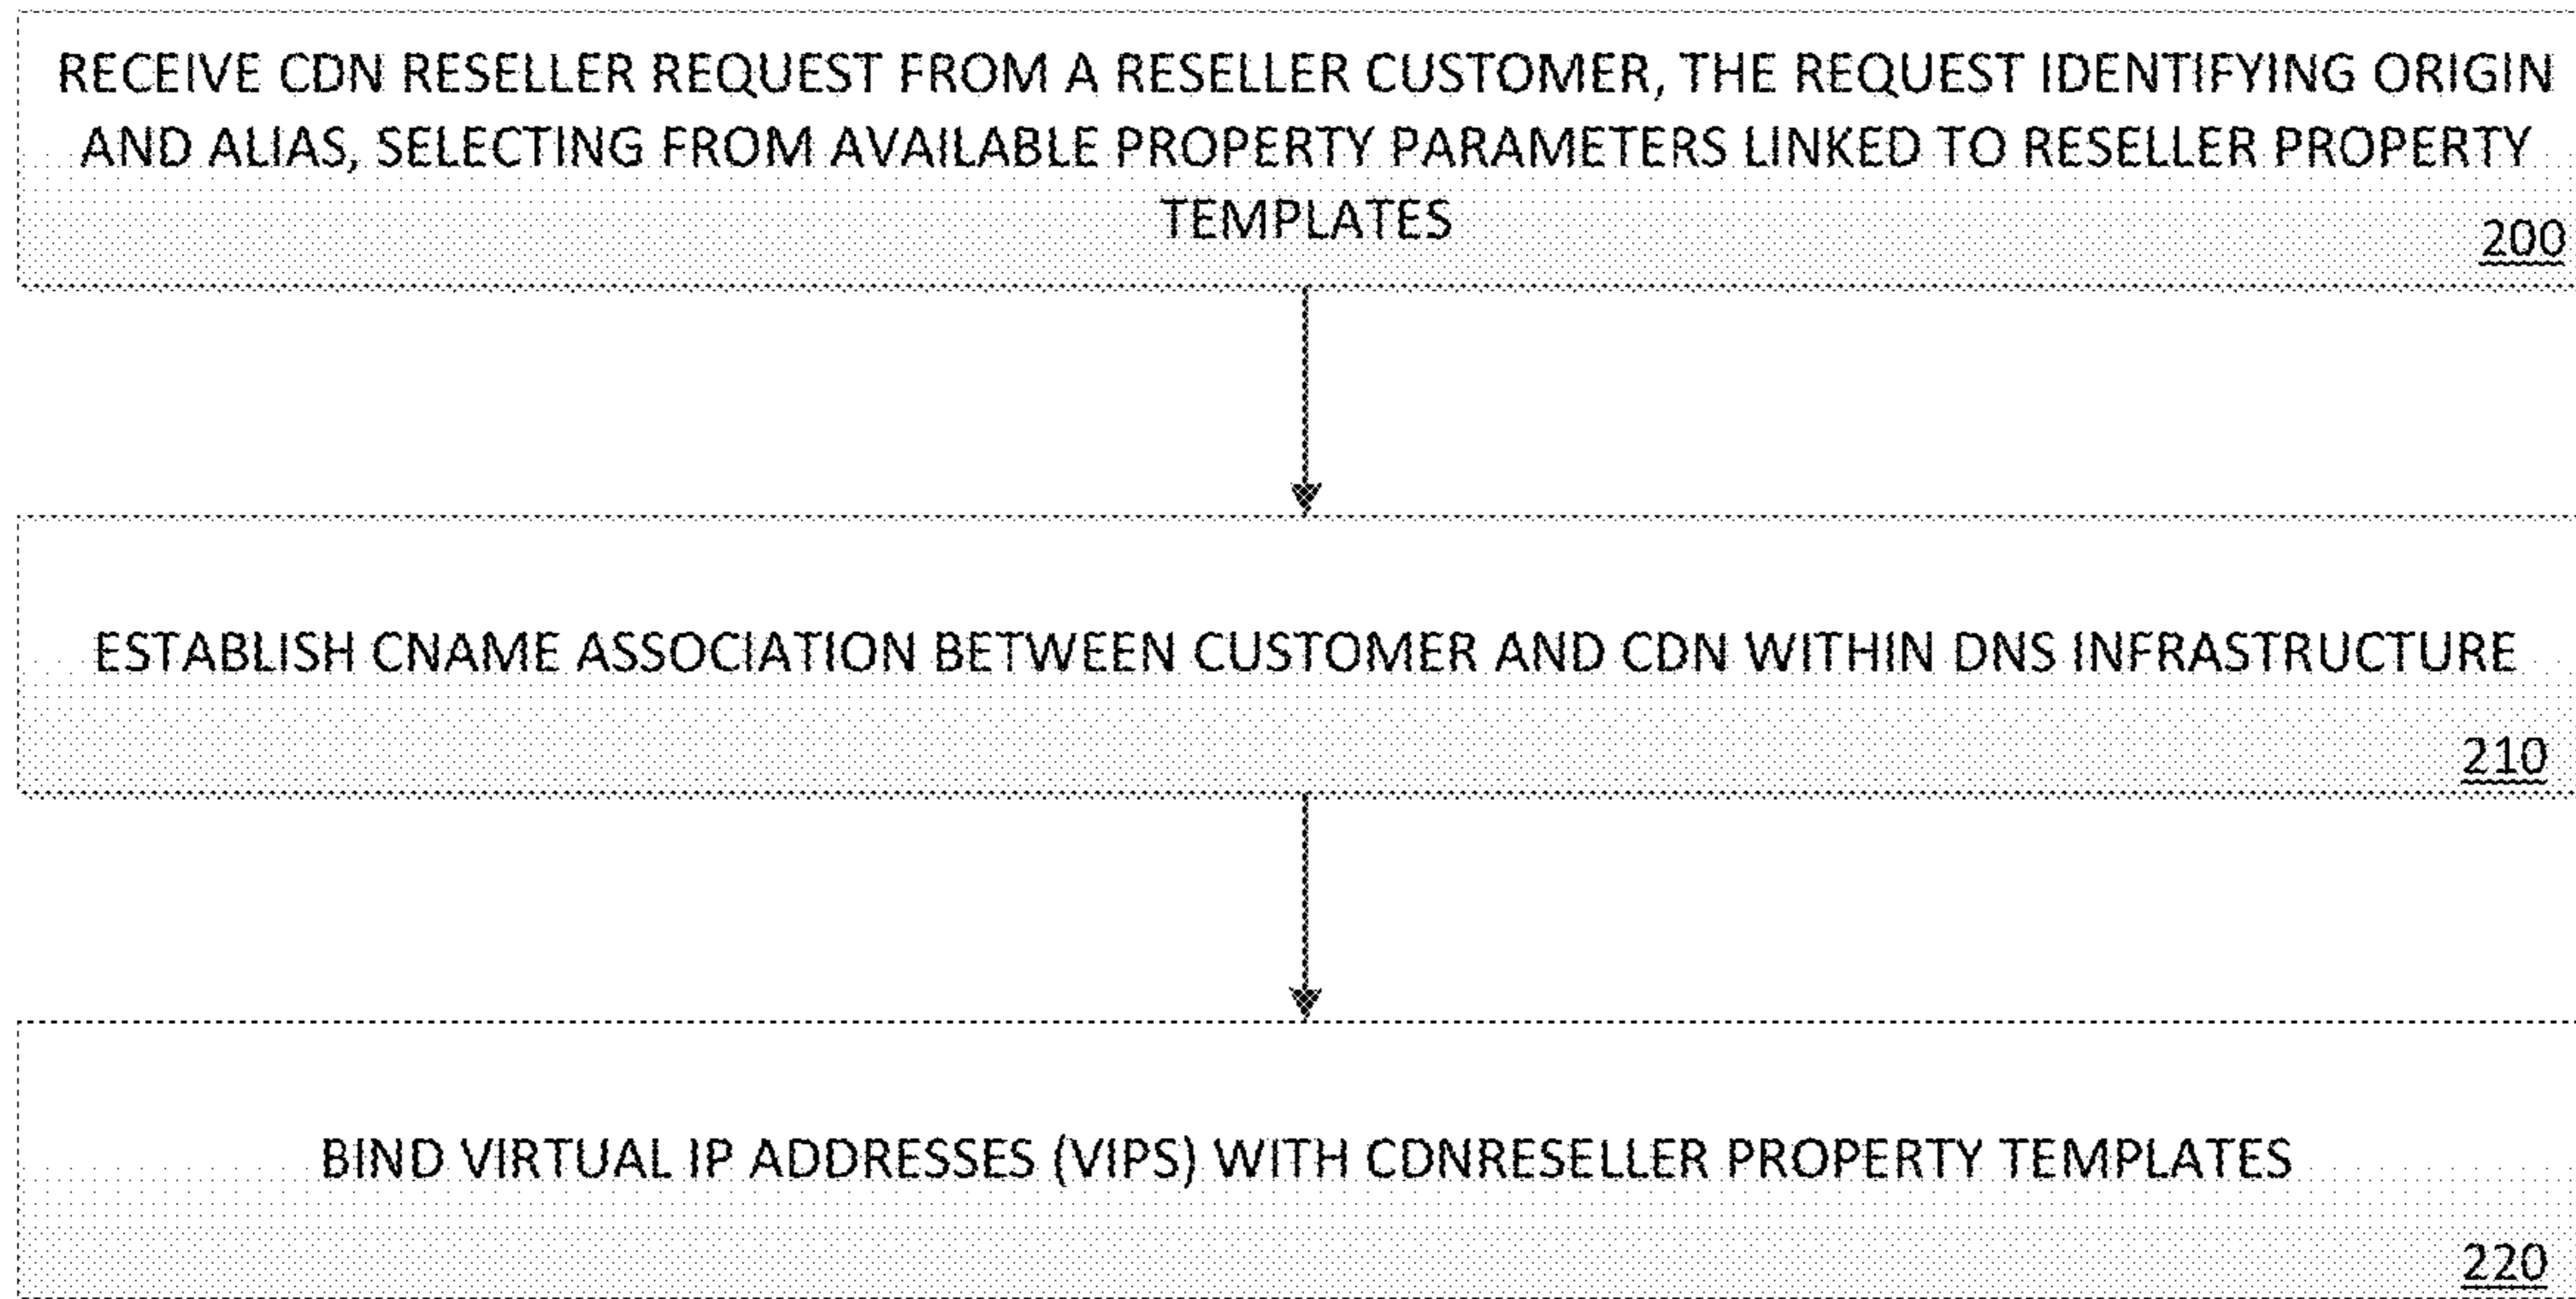 RECEIVE CDN RESELLER REQUEST FROM A RESELLER CUSTOMER, THE REQUEST IDENTIFYING ORIGIN
AND ALIAS, SELECTING FROM AVAILABLE PROPERTY PARAMETERS LINKED TO RESELLER PROPERTY
TEMPLATES
200
ESTABLISH CNAME ASSOCIATION BETWEEN CUSTOMER AND CDN WITHIN DNS INFRASTRUCTURE
210
BIND VIRTUAL IP ADDRESSES (VIPS) WITH CDNRESELLER PROPERTY TEMPLATES
220